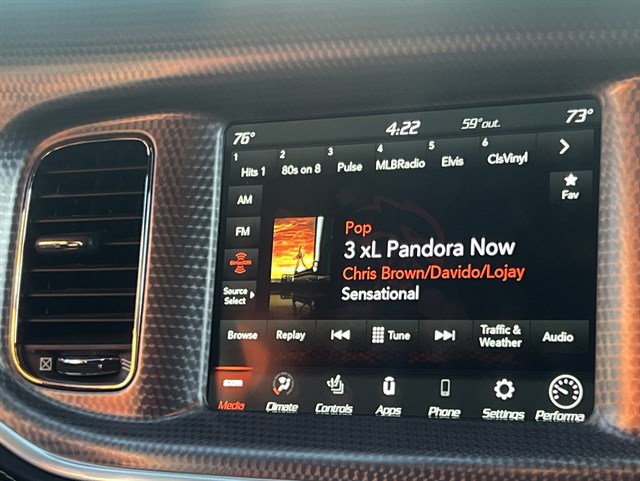 76° 4:22 59°out. 73°
1 Hits 1 2 80s on 8 3 Pulse 4 MLBRadio 5 Elvis 6 ClsVinyl
AM
FM
Fav
Pop
3 xL Pandora Now
Chris Brown/Davido/Lojay
Sensational
Source
Select
Browse Replay Tune Traffic & Weather Audio
Media Climate Controls Apps Phone Settings Performa